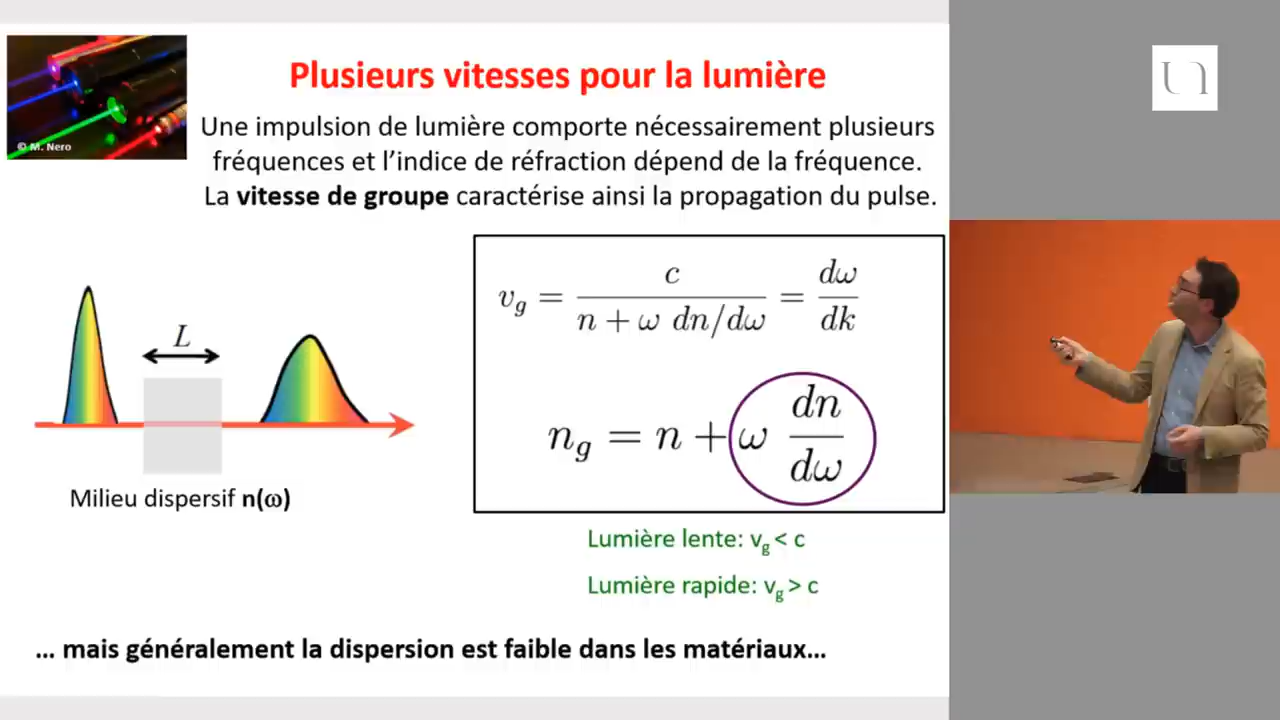 Plusieurs vitesses pour la lumière
© M. Nero
Une impulsion de lumière comporte nécessairement plusieurs
fréquences et l’indice de réfraction dépend de la fréquence.
La vitesse de groupe caractérise ainsi la propagation du pulse.
v_g = c / (n + ω dn/dω) = dω/dk
L
n_g = n + ω dn/dω
Milieu dispersif n(ω)
Lumière lente: v_g < c
Lumière rapide: v_g > c
... mais généralement la dispersion est faible dans les matériaux...